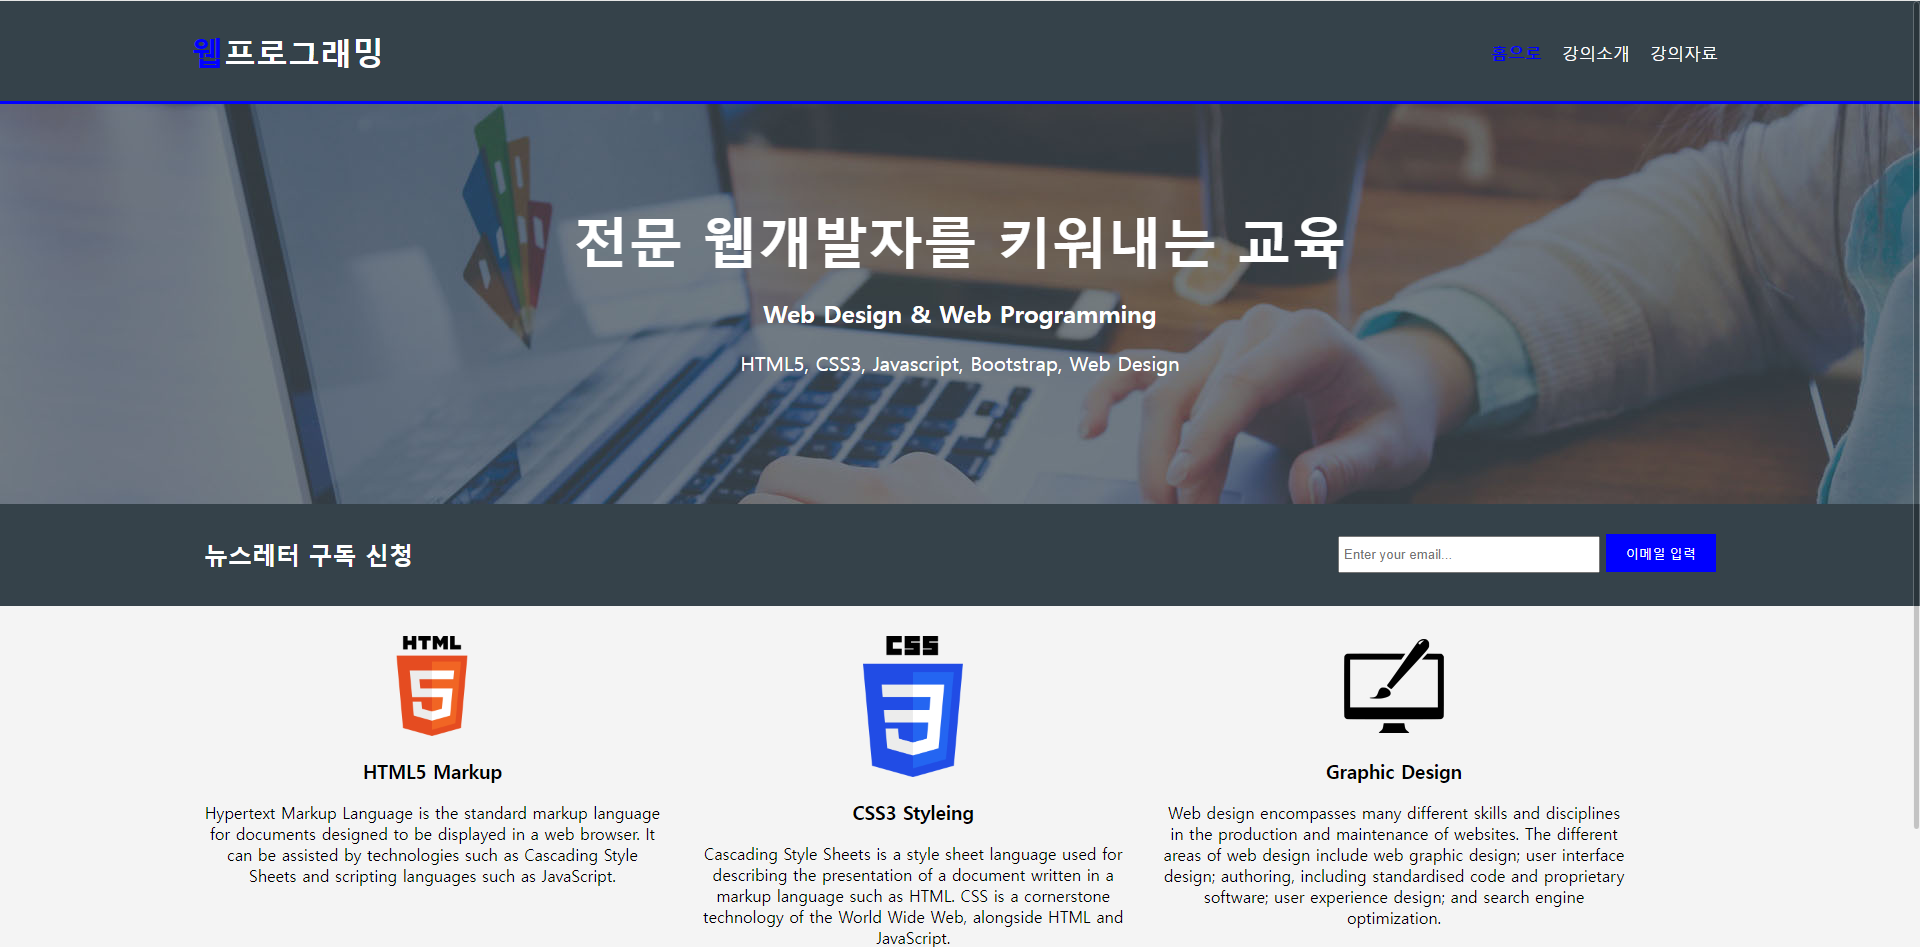 웹프로그래밍
홈으로 강의소개 강의자료
전문 웹개발자를 키워내는 교육
Web Design & Web Programming
HTML5, CSS3, Javascript, Bootstrap, Web Design
뉴스레터 구독 신청
Enter your email...
이메일 입력
HTML
5
HTML5 Markup
Hypertext Markup Language is the standard markup language
for documents designed to be displayed in a web browser. It
can be assisted by technologies such as Cascading Style
Sheets and scripting languages such as JavaScript.
CSS
3
CSS3 Styleing
Cascading Style Sheets is a style sheet language used for
describing the presentation of a document written in a
markup language such as HTML. CSS is a cornerstone
technology of the World Wide Web, alongside HTML and
JavaScript.
Graphic Design
Web design encompasses many different skills and disciplines
in the production and maintenance of websites. The different
areas of web design include web graphic design; user interface
design; authoring, including standardised code and proprietary
software; user experience design; and search engine
optimization.